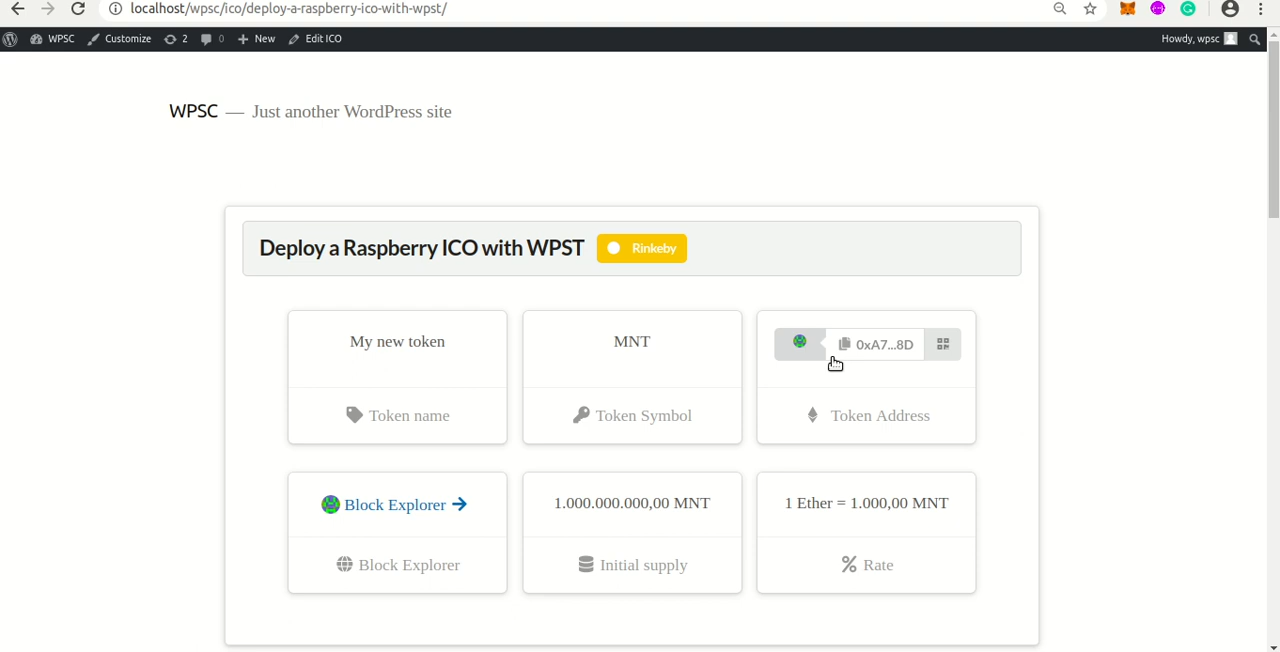 localhost/wpsc/ico/deploy-a-raspberry-ico-with-wpst/
WPSC Customize 2 0 New Edit ICO Howdy, wpsc
WPSC — Just another WordPress site
Deploy a Raspberry ICO with WPST Rinkeby
My new token MNT 0xA7...8D
Token name Token Symbol Token Address
Block Explorer 1.000.000.000,00 MNT 1 Ether = 1.000,00 MNT
Block Explorer Initial supply Rate